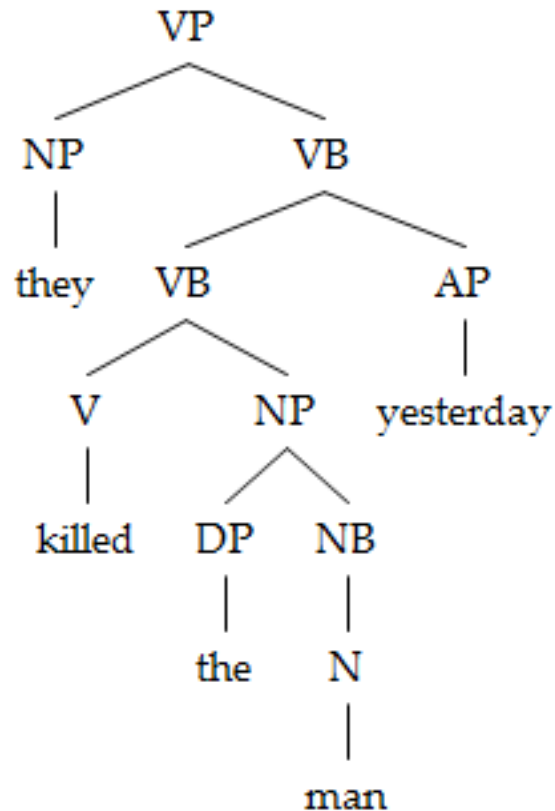 VP
NP VB
they VB AP
V NP yesterday
killed DP NB
the N
man